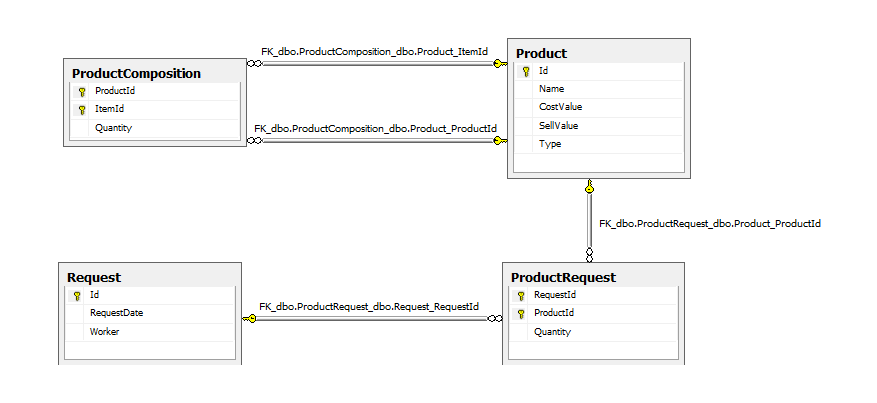 FK_dbo.ProductComposition_dbo.Product_ItemId
ProductComposition
ProductId
ItemId
Quantity
FK_dbo.ProductComposition_dbo.Product_ProductId
Product
Id
Name
CostValue
SellValue
Type
FK_dbo.ProductRequest_dbo.Product_ProductId
Request
Id
RequestDate
Worker
FK_dbo.ProductRequest_dbo.Request_RequestId
ProductRequest
RequestId
ProductId
Quantity